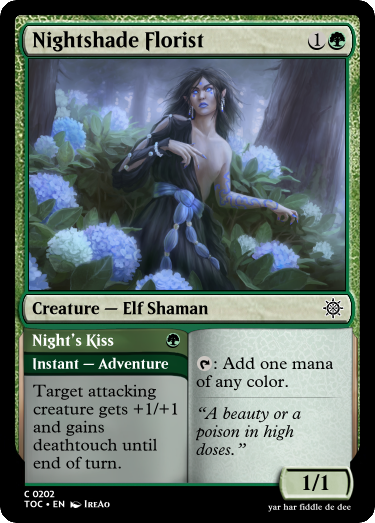 Nightshade Florist 1
Creature — Elf Shaman
Night's Kiss
Instant — Adventure
Target attacking
creature gets +1/+1
and gains
deathtouch until
end of turn.
: Add one mana
of any color.
“A beauty or a
poison in high
doses.”
1/1
C 0202
TOC • EN IreAo
yar har fiddle de dee